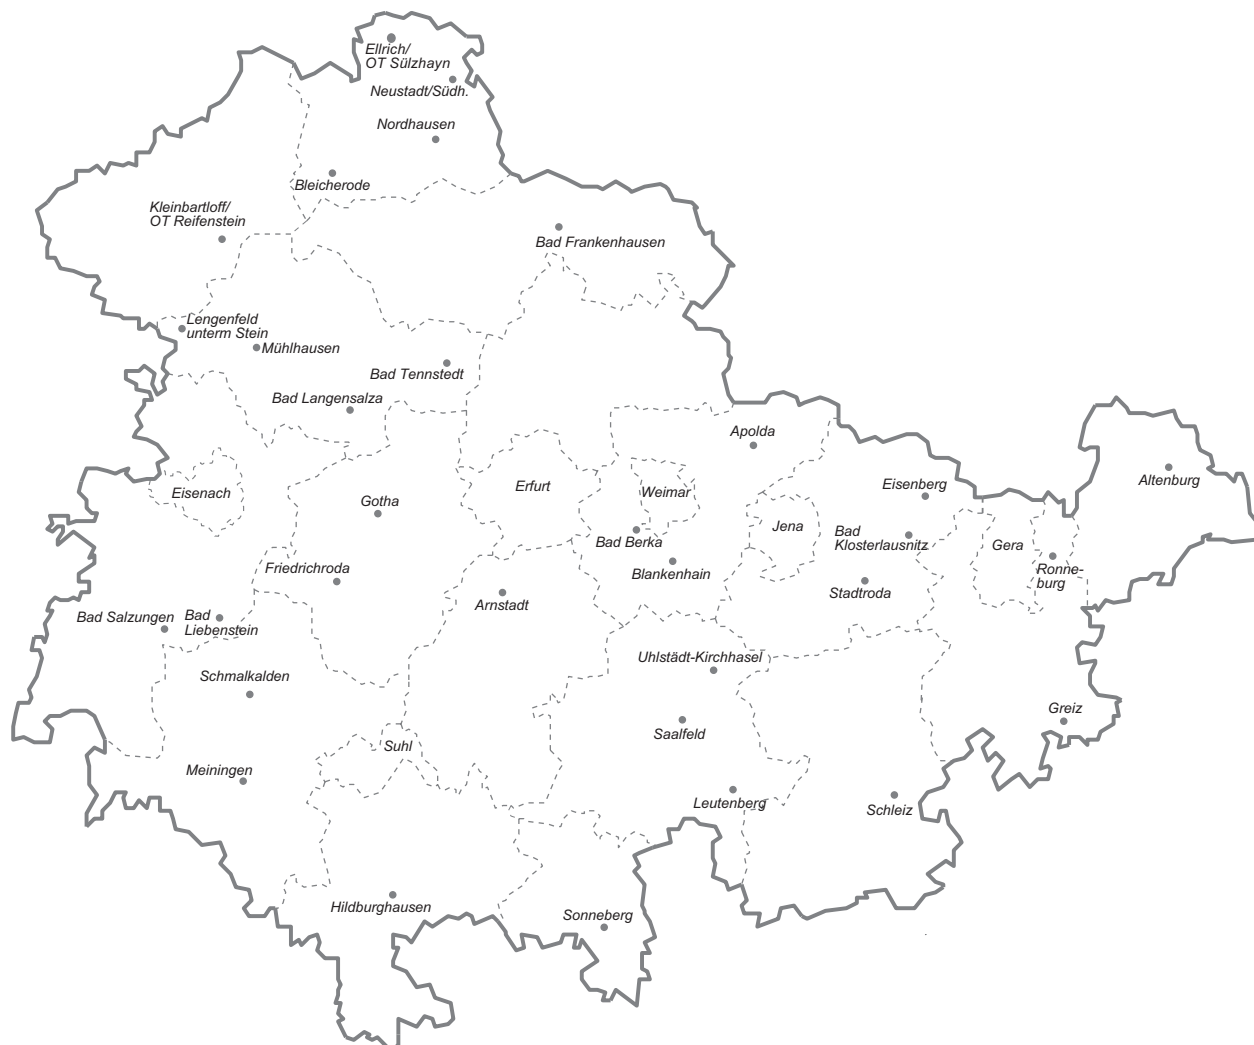 Ellrich/
OT Sülzhayn
Neustadt/Südh.
Nordhausen
Bleicherode
Kleinbartloff/
OT Reifenstein
Bad Frankenhausen
Lengenfeld
unterm Stein
Mühlhausen
Bad Tennstedt
Bad Langensalza
Apolda
Eisenach
Gotha
Erfurt
Weimar
Jena
Eisenberg
Altenburg
Bad
Klosterlausnitz
Gera
Ronne-
burg
Bad Berka
Blankenhain
Stadtroda
Friedrichroda
Arnstadt
Bad Salzungen
Bad
Liebenstein
Schmalkalden
Uhlstädt-Kirchhasel
Saalfeld
Greiz
Suhl
Meiningen
Leutenberg
Schleiz
Hildburghausen
Sonneberg